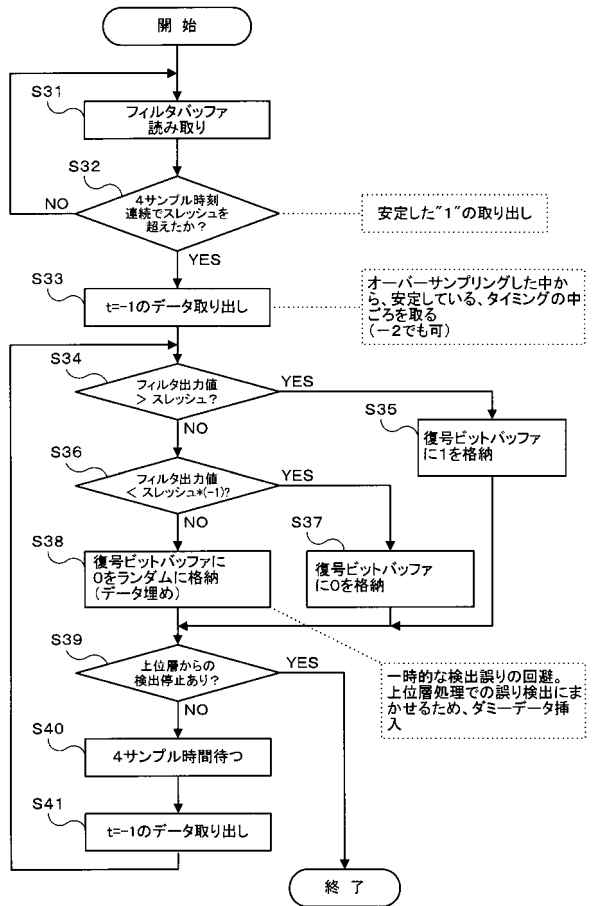 開 始
S31
フィルタバッファ
読み取り
S32
4サンプル時刻
連続でスレッシュを
超えたか？
NO
YES
安定した"1"の取り出し
S33
t=-1のデータ取り出し
オーバーサンプリングした中か
ら、安定している、タイミングの中
ごろを取る
(－2でも可)
S34
フィルタ出力値
> スレッシュ？
YES
NO
S35
復号ビットバッファ
に1を格納
S36
フィルタ出力値
< スレッシュ*(-1)?
YES
NO
S37
復号ビットバッファ
に0を格納
S38
復号ビットバッファに
0をランダムに格納
(データ埋め)
S39
上位層からの
検出停止あり？
YES
NO
一時的な検出誤りの回避。
上位層処理での誤り検出にま
かせるため、ダミーデータ挿
入
S40
4サンプル時間待つ
S41
t=-1のデータ取り出し
終 了